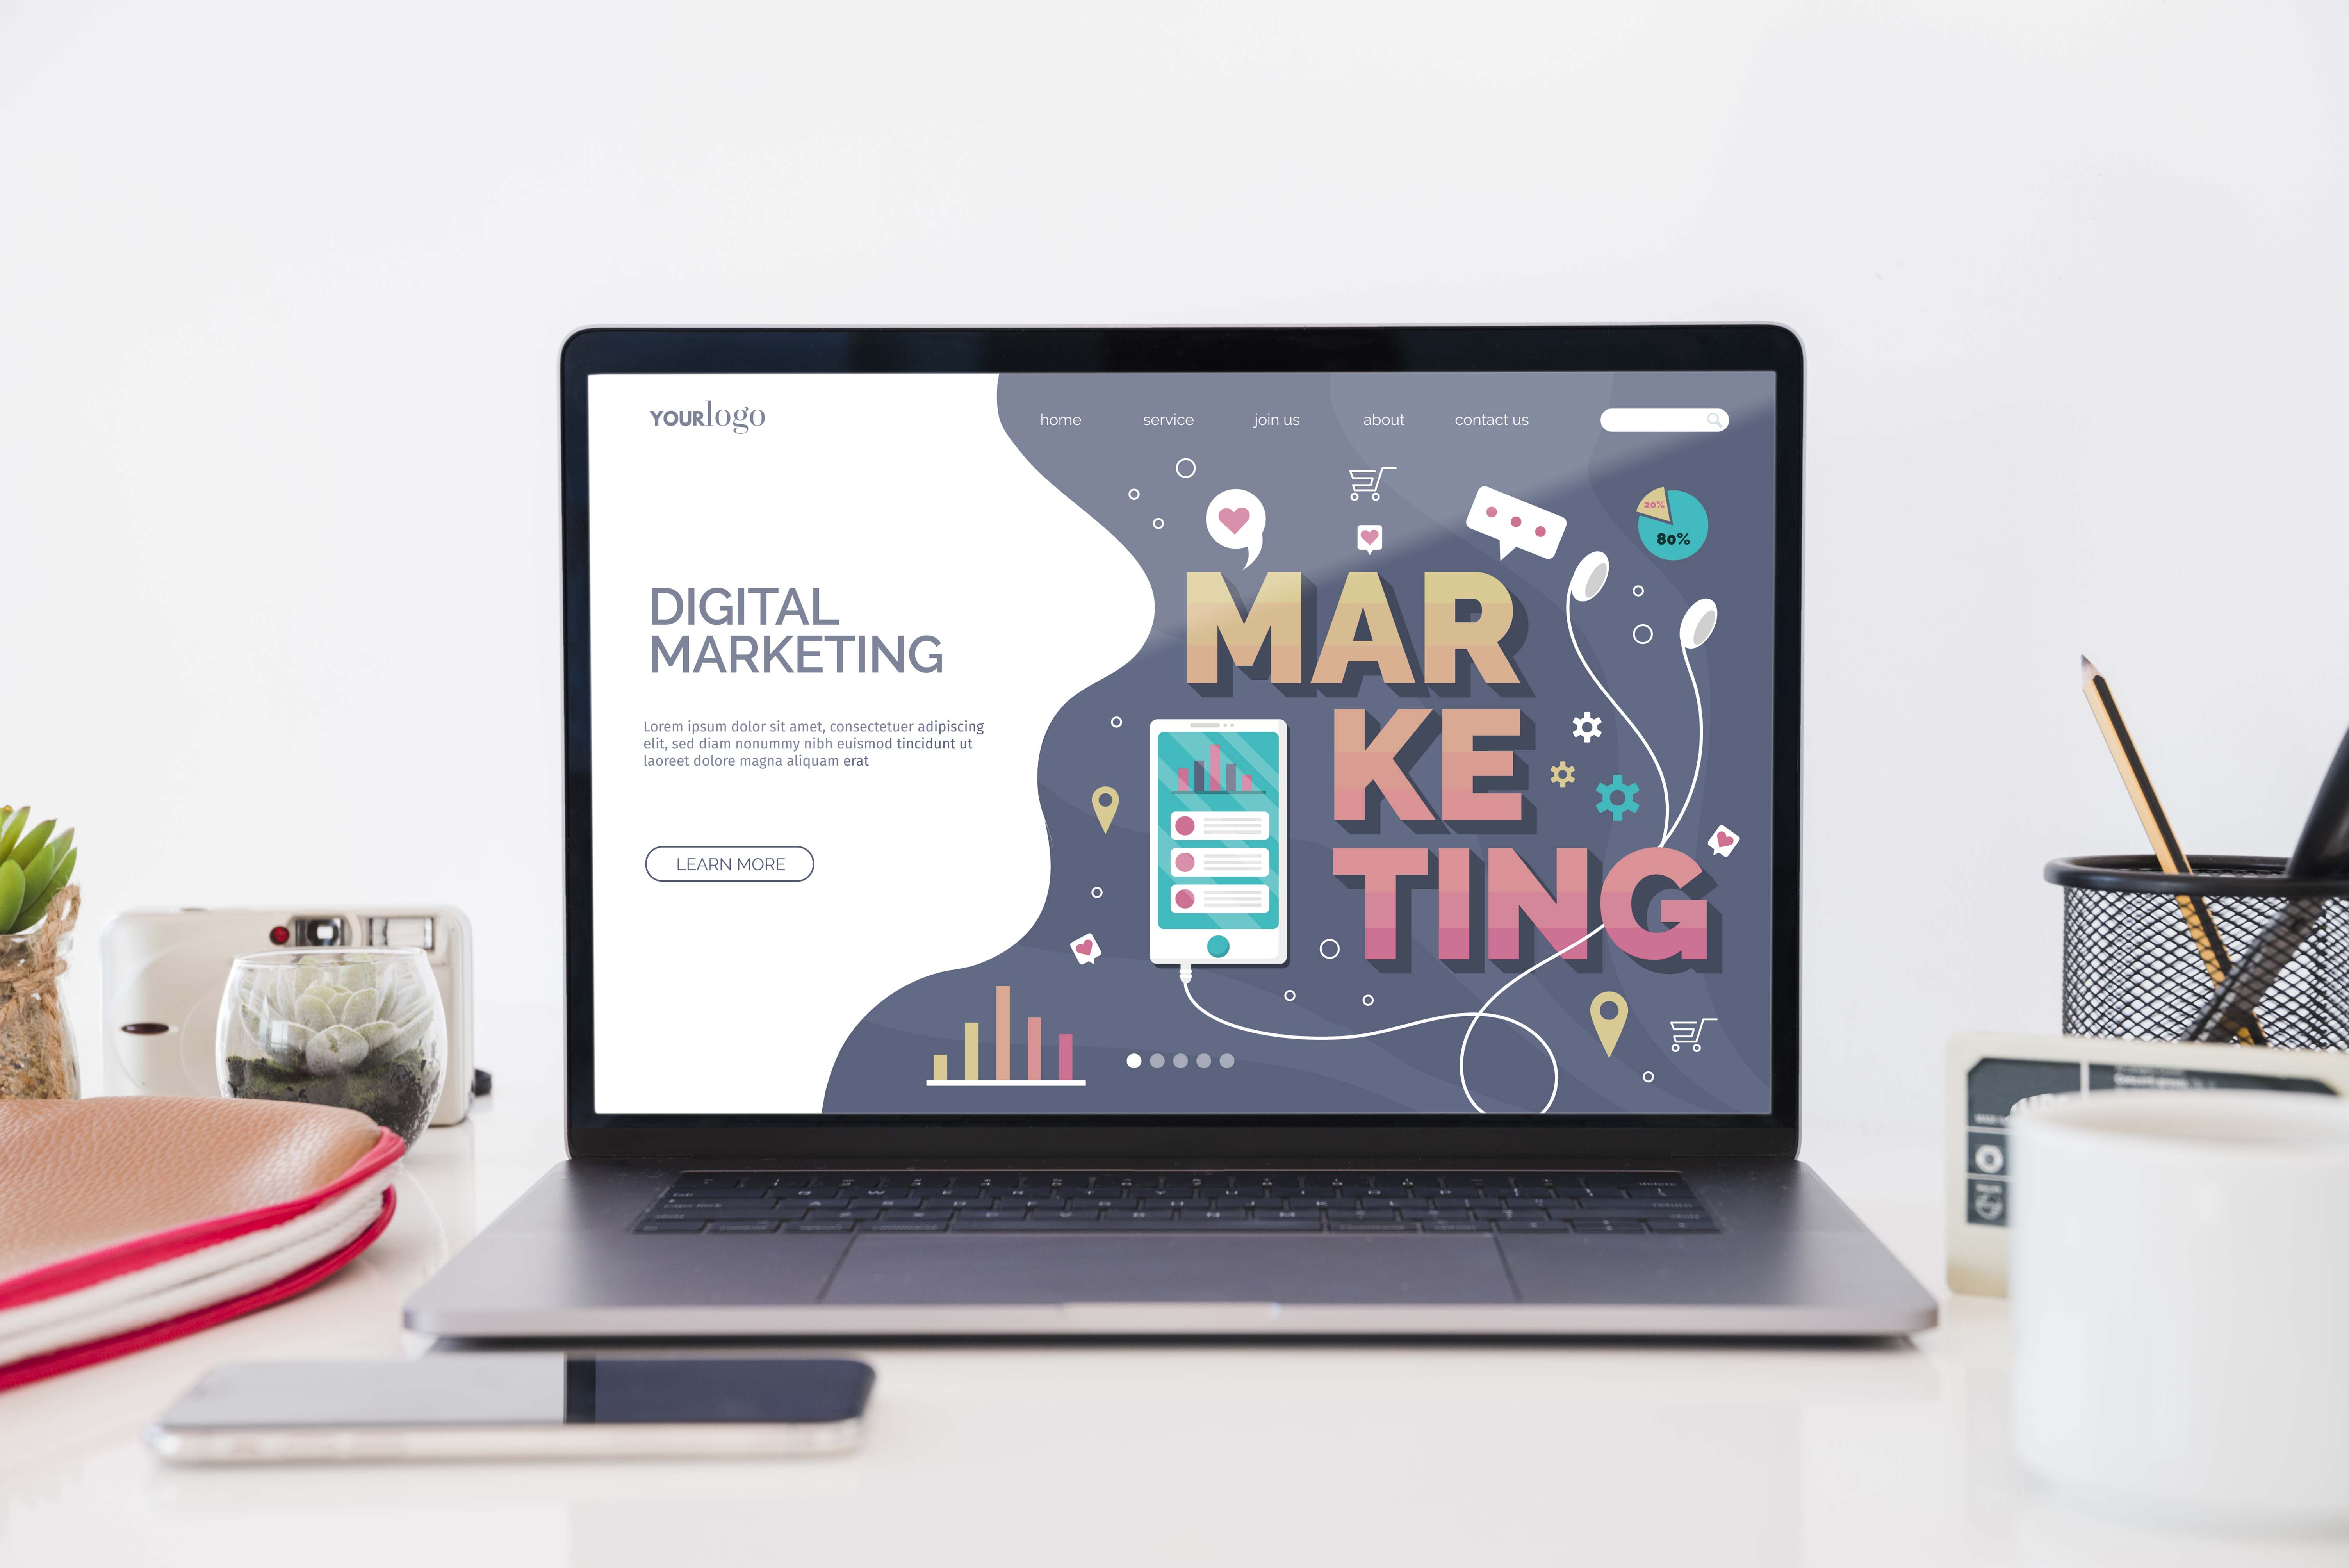 YOURlogo
home service join us about contact us
20%
80%
DIGITAL
MARKETING
Lorem ipsum dolor sit amet, consectetuer adipiscing
elit, sed diam nonummy nibh euismod tincidunt ut
laoreet dolore magna aliquam erat
LEARN MORE
MAR
KE
TING